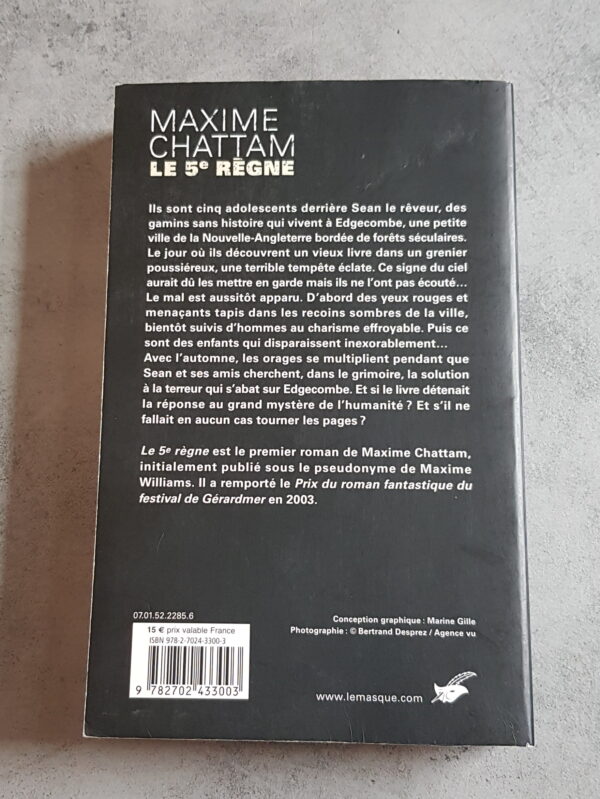 MAXIME
CHATTAM
LE 5e RÈGNE
Ils sont cinq adolescents derrière Sean le rêveur, des
gamins sans histoire qui vivent à Edgecombe, une petite
ville de la Nouvelle-Angleterre bordée de forêts séculaires.
Le jour où ils découvrent un vieux livre dans un grenier
poussiéreux, une terrible tempête éclate. Ce signe du ciel
aurait dû les mettre en garde mais ils ne l'ont pas écouté…
Le mal est aussitôt apparu. D'abord des yeux rouges et
menaçants tapis dans les recoins sombres de la ville,
bientôt suivis d'hommes au charisme effroyable. Puis ce
sont des enfants qui disparaissent inexorablement…
Avec l'automne, les orages se multiplient pendant que
Sean et ses amis cherchent, dans le grimoire, la solution
à la terreur qui s'abat sur Edgecombe. Et si le livre détenait
la réponse au grand mystère de l'humanité ? Et s'il ne
fallait en aucun cas tourner les pages ?
Le 5e règne est le premier roman de Maxime Chattam,
initialement publié sous le pseudonyme de Maxime
Williams. Il a remporté le Prix du roman fantastique du
festival de Gérardmer en 2003.
07.01.52.2285.6
15 € prix valable France
ISBN 978-2-7024-3300-3
9 782702 433003
Conception graphique : Marine Gille
Photographie : © Bertrand Desprez / Agence vu
www.lemasque.com